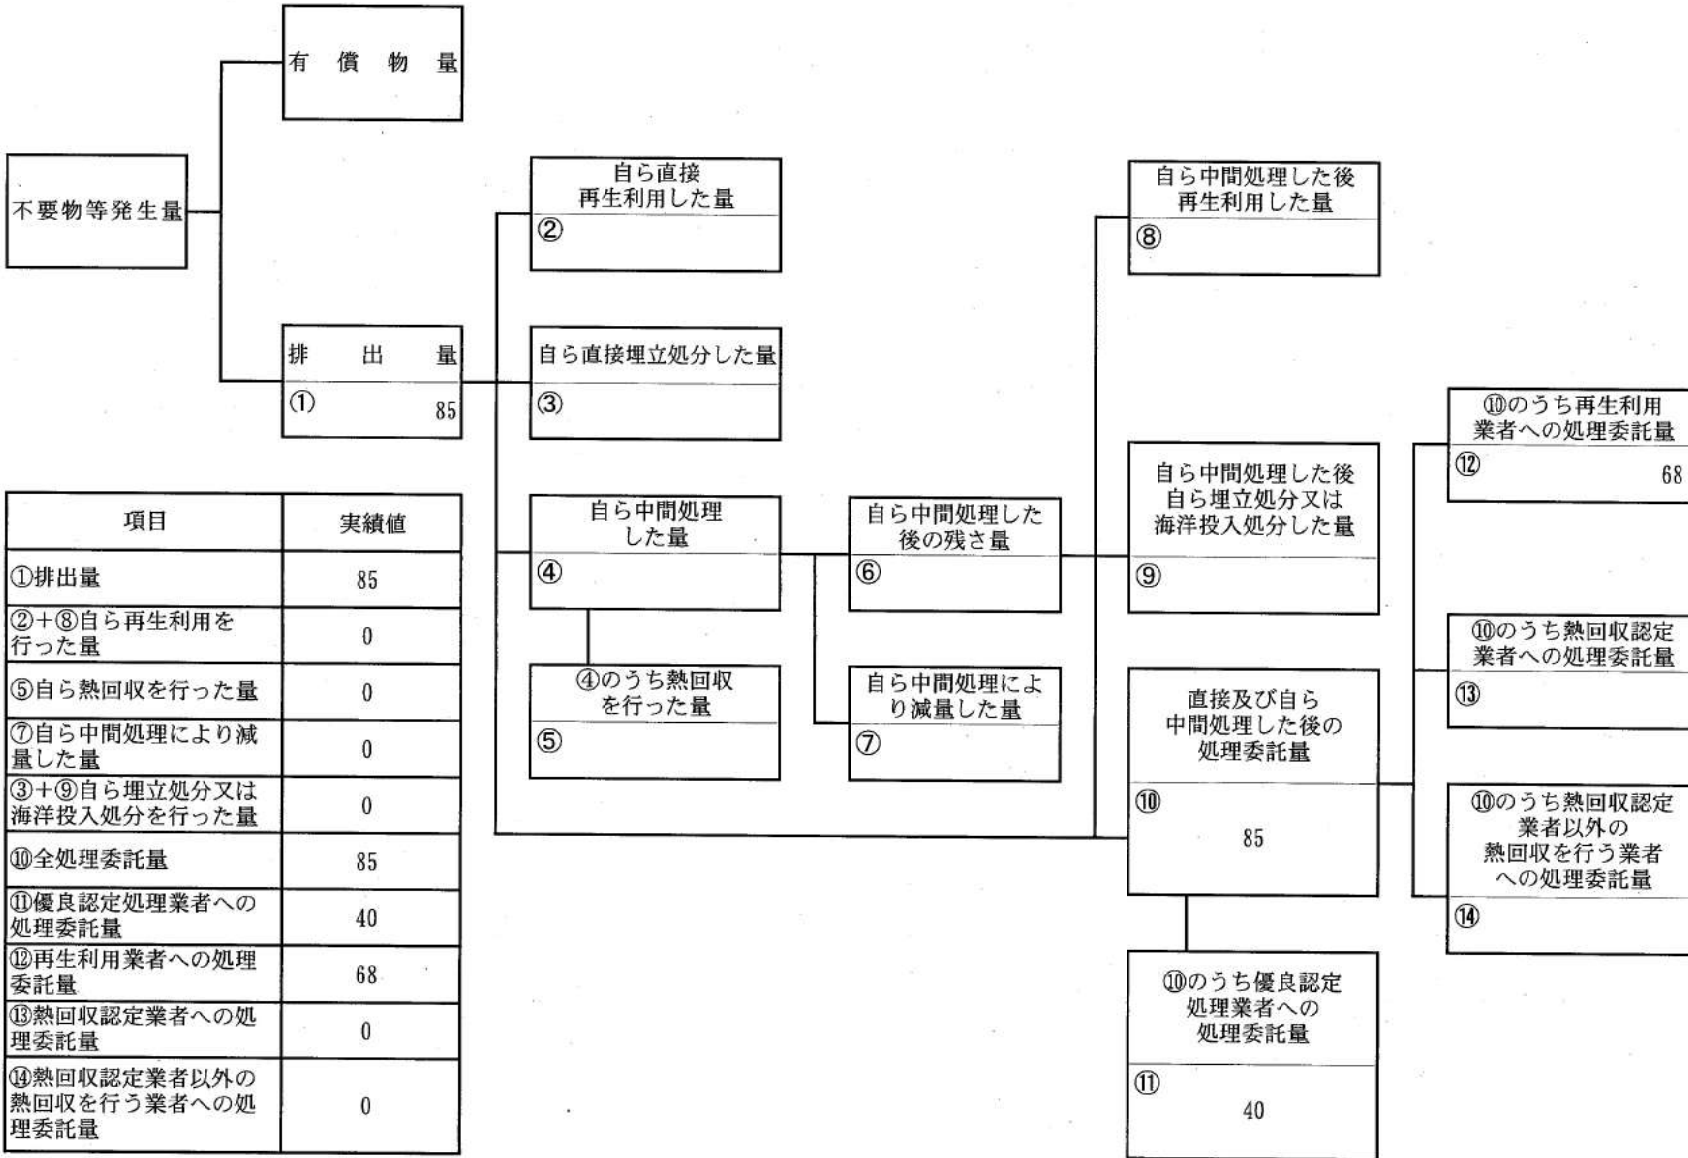 有償物量
不要物等発生量
排出量
①
85
自ら直接
再生利用した量
②
自ら直接埋立処分した量
③
自ら中間処理
した量
④
④のうち熱回収
を行った量
⑤
自ら中間処理した
後の残さ量
⑥
自ら中間処理によ
り減量した量
⑦
自ら中間処理した後
再生利用した量
⑧
自ら中間処理した後
自ら埋立処分又は
海洋投入処分した量
⑨
直接及び自ら
中間処理した後の
処理委託量
⑩
85
⑩のうち優良認定
処理業者への
処理委託量
⑪
40
⑩のうち再生利用
業者への処理委託量
⑫
68
⑩のうち熱回収認定
業者への処理委託量
⑬
⑩のうち熱回収認定
業者以外の
熱回収を行う業者
への処理委託量
⑭
項目 実績値
①排出量 85
②+⑧自ら再生利用を
行った量 0
⑤自ら熱回収を行った量 0
⑦自ら中間処理により減
量した量 0
③+⑨自ら埋立処分又は
海洋投入処分を行った量 0
⑩全処理委託量 85
⑪優良認定処理業者への
処理委託量 40
⑫再生利用業者への処理
委託量 68
⑬熱回収認定業者への処
理委託量 0
⑭熱回収認定業者以外の
熱回収を行う業者への処
理委託量 0